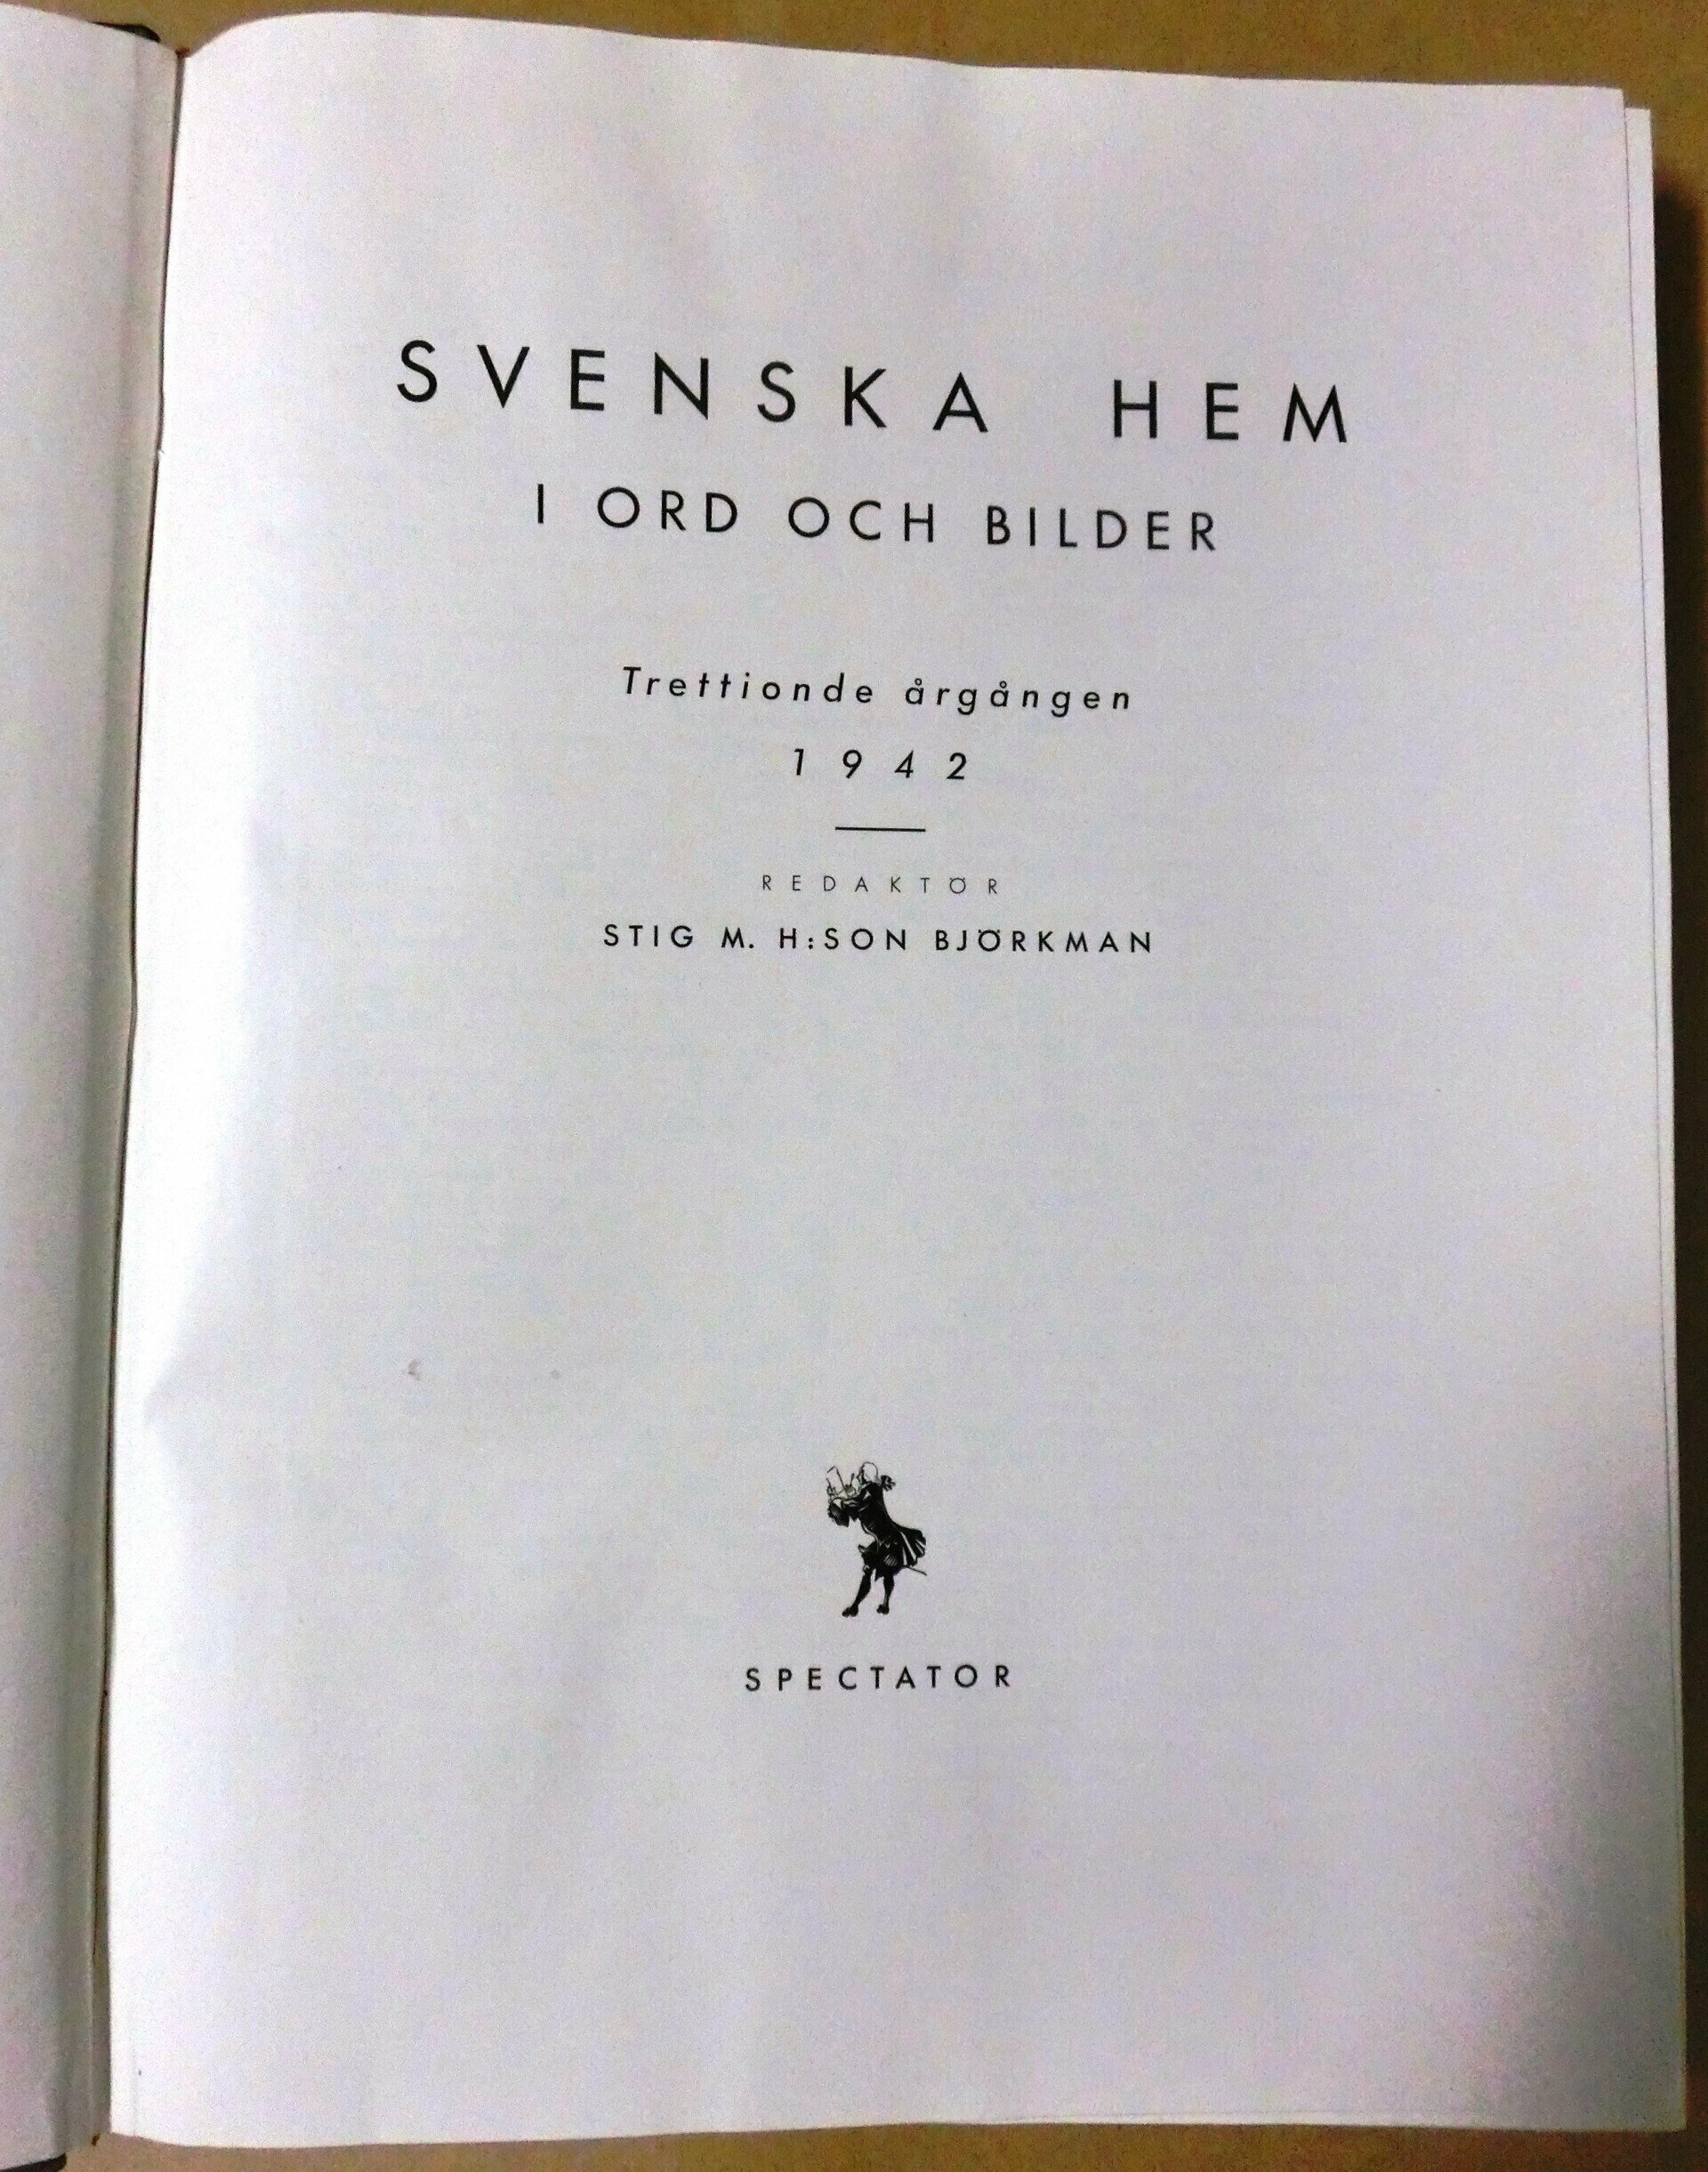 SVENSKA HEM
I ORD OCH BILDER
Trettionde årgången
1942
REDAKTÖR
STIG M. H:SON BJÖRKMAN
SPECTATOR